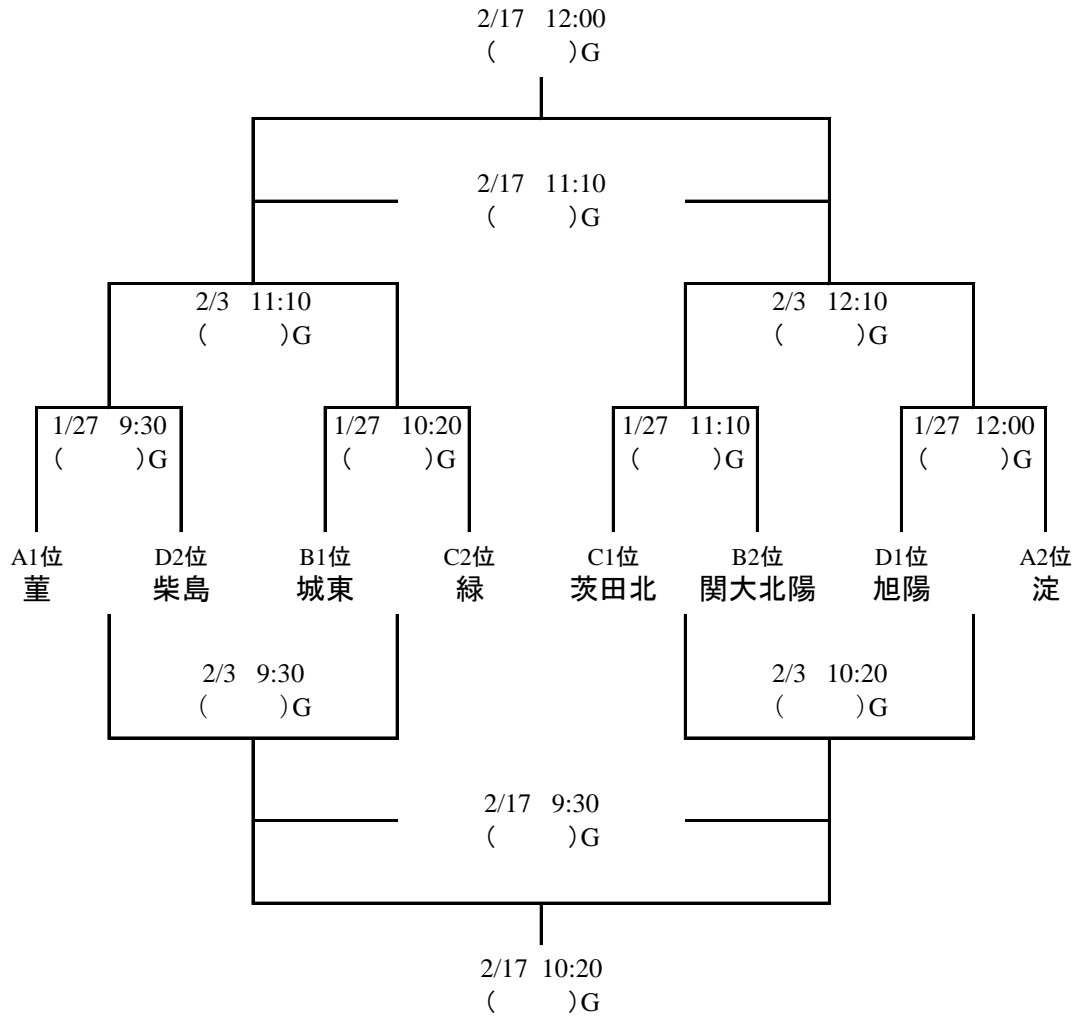 2/17 12:00
( )G
2/17 11:10
( )G
2/3 11:10
( )G
2/3 12:10
( )G
1/27 9:30
( )G
1/27 10:20
( )G
1/27 11:10
( )G
1/27 12:00
( )G
A1位
菫
D2位
柴島
B1位
城東
C2位
緑
C1位
茨田北
B2位
関大北陽
D1位
旭陽
A2位
淀
2/3 9:30
( )G
2/3 10:20
( )G
2/17 9:30
( )G
2/17 10:20
( )G